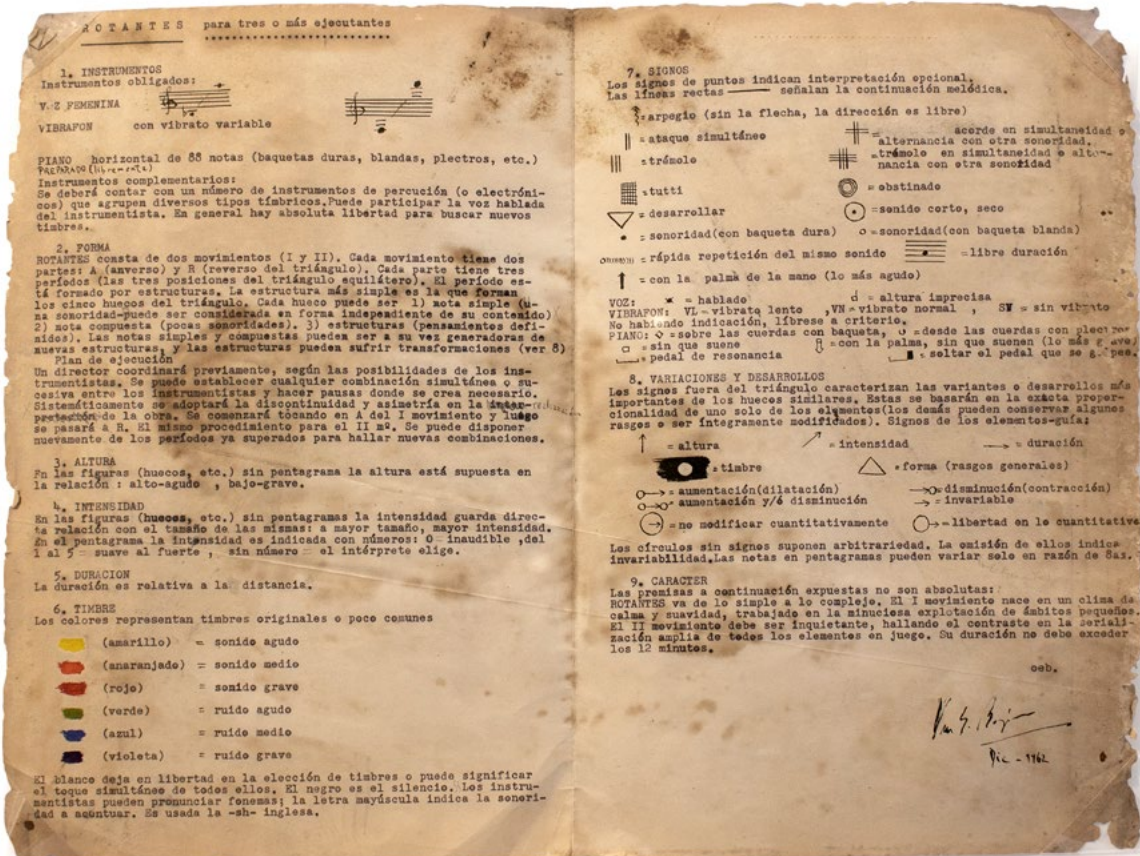 ROTANTES para tres o más ejecutantes
1. INSTRUMENTOS
Instrumentos obligados:
V Z FEMENINA
VIBRAFON con vibrato variable
PIANO horizontal de 88 notas (baquetas duras, blandas, plectros, etc.)
PREPARADO (libremente)
Instrumentos complementarios:
Se deberá contar con un número de instrumentos de percución (o electróni-
cos) que agrupen diversos tipos tímbricos.Puede participar la voz hablada
del instrumentista. En general hay absoluta libertad para buscar nuevos
timbres.
2. FORMA
ROTANTES consta de dos movimientos (I y II). Cada movimiento tiene dos
partes: A (anverso) y R (reverso del triángulo). Cada parte tiene tres
períodos (las tres posiciones del triángulo equilátero). El período es-
tá formado por estructuras. La estructura más simple es la que forman
los cinco huecos del triángulo. Cada hueco puede ser 1) nota simple (u-
na sonoridad-puede ser considerada en forma independiente de su contenido)
2) nota compuesta (pocas sonoridades). 3) estructuras (pensamientos defi-
nidos). Las notas simples y compuestas pueden ser a su vez generadoras de
nuevas estructuras, y las estructuras pueden sufrir transformaciones (ver 8)
Plan de ejecución
Un director coordinará previamente, según las posibilidades de los ins-
trumentistas. Se puede establecer cualquier combinación simultánea o su-
cesiva entre los instrumentistas y hacer pausas donde se crea necesario.
Sistemáticamente se adoptará la discontinuidad y asimetría en la inter-
pretación de la obra. Se comenzará tocando en A del I movimiento y luego
se pasará a R. El mismo procedimiento para el II mº. Se puede disponer
nuevamente de los períodos ya superados para hallar nuevas combinaciones.
3. ALTURA
En las figuras (huecos, etc.) sin pentagrama la altura está supuesta en
la relación : alto-agudo , bajo-grave.
4. INTENSIDAD
En las figuras (huecos, etc.) sin pentagramas la intensidad guarda direc-
ta relación con el tamaño de las mismas: a mayor tamaño, mayor intensidad.
En el pentagrama la intensidad es indicada con números: 0 = inaudible ,del
1 al 5 = suave al fuerte , sin número = el intérprete elige.
5. DURACION
La duración es relativa a la distancia.
6. TIMBRE
Los colores representan timbres originales o poco comunes
(amarillo) = sonido agudo
(anaranjado) = sonido medio
(rojo) = sonido grave
(verde) = ruido agudo
(azul) = ruido medio
(violeta) = ruido grave
El blanco deja en libertad en la elección de timbres o puede significar
el toque simultáneo de todos ellos. El negro es el silencio. Los instru-
mentistas pueden pronunciar fonemas; la letra mayúscula indica la sonori-
dad a acentuar. Es usada la -sh- inglesa.
7. SIGNOS
Los signos de puntos indican interpretación opcional.
Las líneas rectas señalan la continuación melódica.
=arpegio (sin la flecha, la dirección es libre)
= ataque simultáneo
= acorde en simultaneidad o
alternancia con otra sonoridad.
=trémolo
=trémolo en simultaneidad o alter-
nancia con otra sonoridad
=tutti
= obstinado
= desarrollar
=sonido corto, seco
= sonoridad(con baqueta dura) = sonoridad(con baqueta blanda)
= rápida repetición del mismo sonido =libre duración
= con la palma de la mano (lo más agudo)
VOZ: = hablado = altura imprecisa
VIBRAFON: VL = vibrato lento ,VN = vibrato normal , SV = sin vibrato
No habiendo indicación, líbrese a criterio.
PIANO: =sobre las cuerdas con baqueta, =desde las cuerdas con plectros
= sin que suene = con la palma, sin que suenen (lo más grave)
=pedal de resonancia = soltar el pedal que se golpee.
8. VARIACIONES Y DESARROLLOS
Los signos fuera del triángulo caracterizan las variantes o desarrollos más
importantes de los huecos similares. Estas se basarán en la exacta propor-
cionalidad de uno solo de los elementos(los demás pueden conservar algunos
rasgos o ser íntegramente modificados). Signos de los elementos-guía:
= altura = intensidad = duración
= timbre = forma (rasgos generales)
= aumentación(dilatación) = disminución(contracción)
= aumentación y/ó disminución = invariable
= no modificar cuantitativamente = libertad en lo cuantitativo
Los círculos sin signos suponen arbitrariedad. La omisión de ellos indica
invariabilidad.Las notas en pentagramas pueden variar solo en razón de 8as.
9. CARACTER
Las premisas a continuación expuestas no son absolutas:
ROTANTES va de lo simple a lo complejo. El I movimiento nace en un clima de
calma y suavidad, trabajado en la minuciosa explotación de ámbitos pequeños.
El II movimiento debe ser inquietante, hallando el contraste en la seriali-
zación amplia de todos los elementos en juego. Su duración no debe exceder
los 12 minutos.
oeb.
Dic - 1962